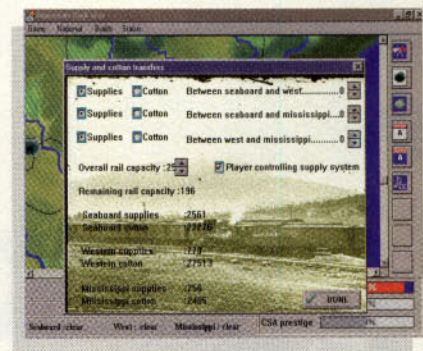 Supply and cotton transfers
Supplies Cotton Between seaboard and west............0
Supplies Cotton Between seaboard and mississippi....0
Supplies Cotton Between west and mississippi.........0
Overall rail capacity
Player controlling supply system
Remaining rail capacity :196
Seaboard supplies :2561
Seaboard cotton
Western supplies
Western cotton :27513
Mississippi supplies :256
Mississippi cotton
DONE
Seaboard :clear West : clear Mississippi : clear CSA prestige